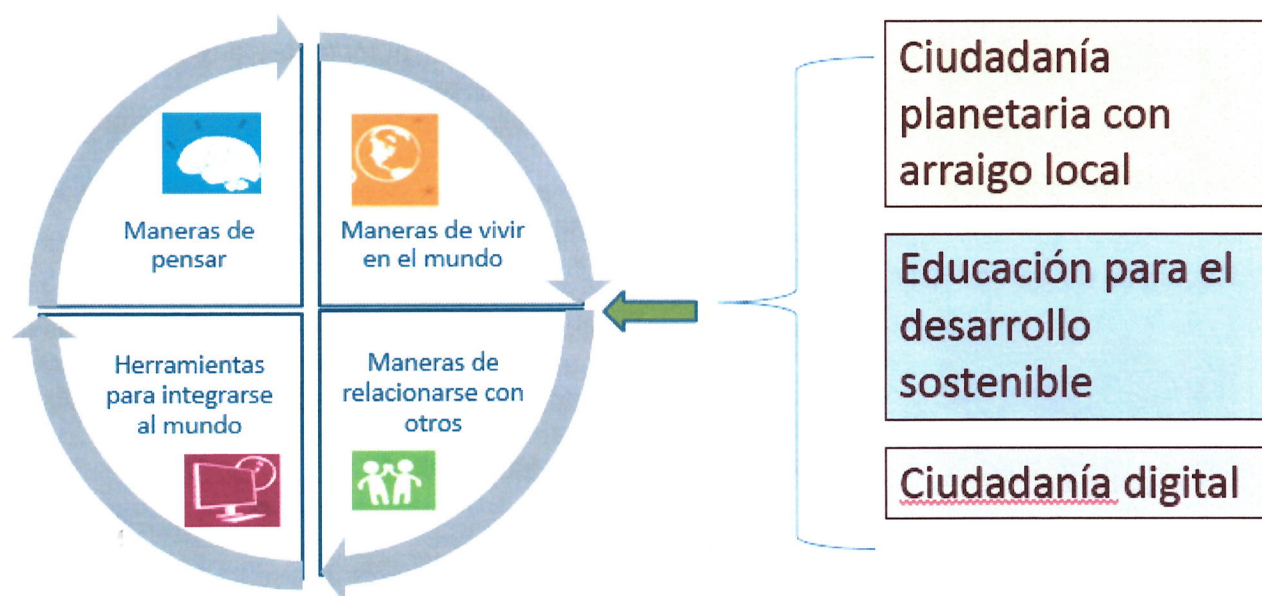 Maneras de
pensar
Maneras de vivir
en el mundo
Herramientas
para integrarse
al mundo
Maneras de
relacionarse con
otros
Ciudadanía
planetaria con
arraigo local
Educación para el
desarrollo
sostenible
Ciudadanía digital